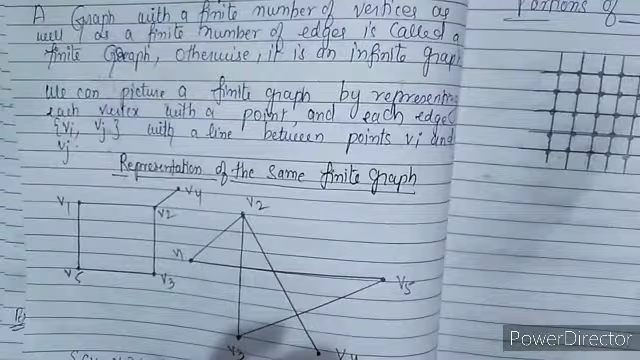 A Graph with a finite number of vertices as
well as a finite number of edges is called a
finite Graph, otherwise, it is an infinite graph
We can picture a finite graph by representing
each vertex with a point, and each edge
{vi, vj} with a line between points vi and
vj.
Representation of the same finite graph
V1 V2 V4
V5 V3
V2
V1 V5
V3 V4
Portions of
PowerDirector